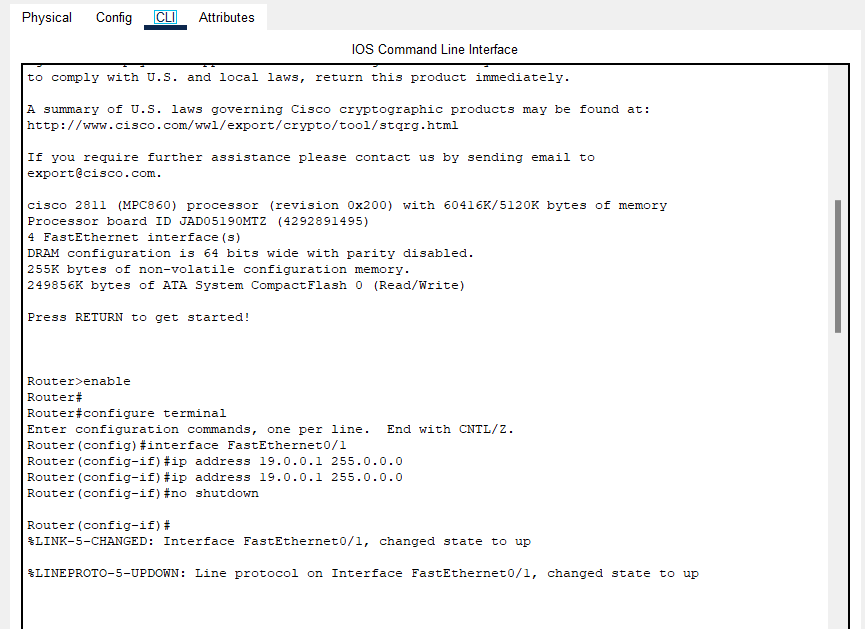 Physical Config CLI Attributes
IOS Command Line Interface
to comply with U.S. and local laws, return this product immediately.
A summary of U.S. laws governing Cisco cryptographic products may be found at:
http://www.cisco.com/wwl/export/crypto/tool/stqrg.html
If you require further assistance please contact us by sending email to
export@cisco.com.
cisco 2811 (MPC860) processor (revision 0x200) with 60416K/5120K bytes of memory
Processor board ID JAD05190MTZ (4292891495)
4 FastEthernet interface(s)
DRAM configuration is 64 bits wide with parity disabled.
255K bytes of non-volatile configuration memory.
249856K bytes of ATA System CompactFlash 0 (Read/Write)
Press RETURN to get started!
Router>enable
Router#
Router#configure terminal
Enter configuration commands, one per line.  End with CNTL/Z.
Router(config)#interface FastEthernet0/1
Router(config-if)#ip address 19.0.0.1 255.0.0.0
Router(config-if)#ip address 19.0.0.1 255.0.0.0
Router(config-if)#no shutdown
Router(config-if)#
%LINK-5-CHANGED: Interface FastEthernet0/1, changed state to up
%LINEPROTO-5-UPDOWN: Line protocol on Interface FastEthernet0/1, changed state to up